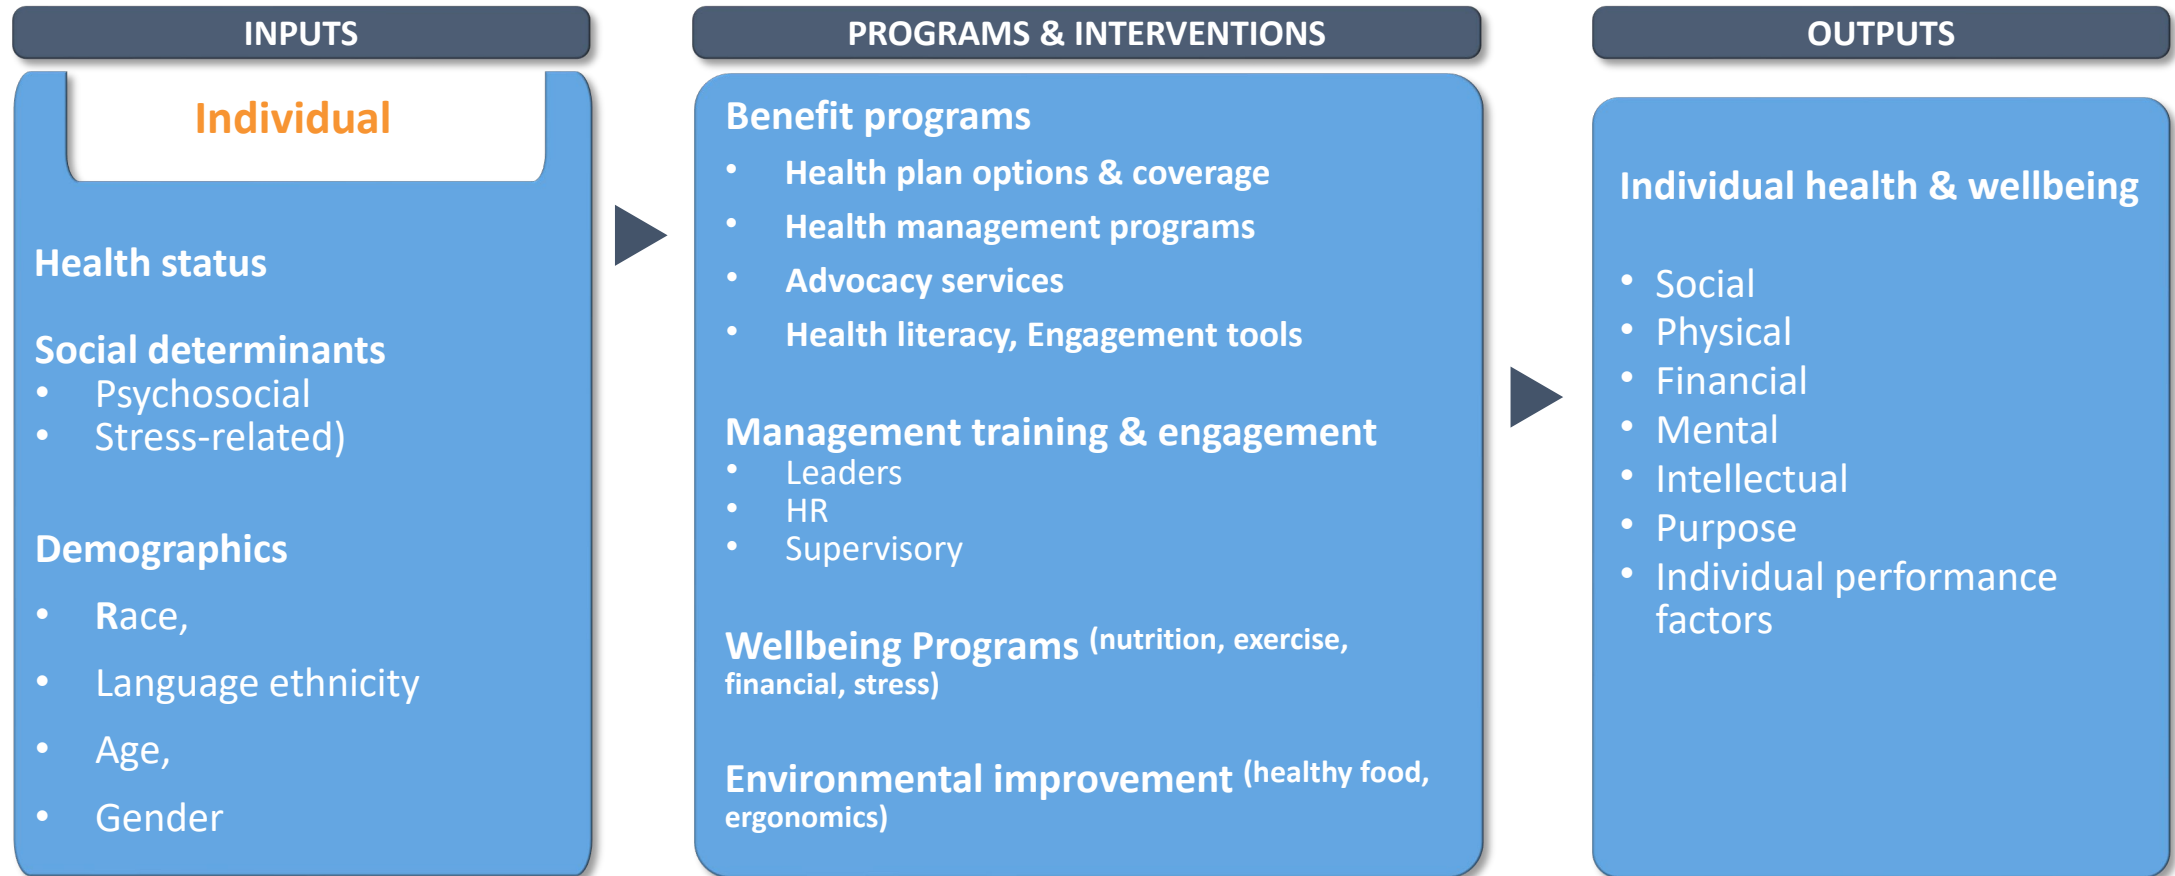 INPUTS
Individual
Health status
Social determinants
• Psychosocial
• Stress-related)
Demographics
• Race,
• Language ethnicity
• Age,
• Gender
PROGRAMS & INTERVENTIONS
Benefit programs
• Health plan options & coverage
• Health management programs
• Advocacy services
• Health literacy, Engagement tools
Management training & engagement
• Leaders
• HR
• Supervisory
Wellbeing Programs (nutrition, exercise,
financial, stress)
Environmental improvement (healthy food,
ergonomics)
OUTPUTS
Individual health & wellbeing
• Social
• Physical
• Financial
• Mental
• Intellectual
• Purpose
• Individual performance
factors